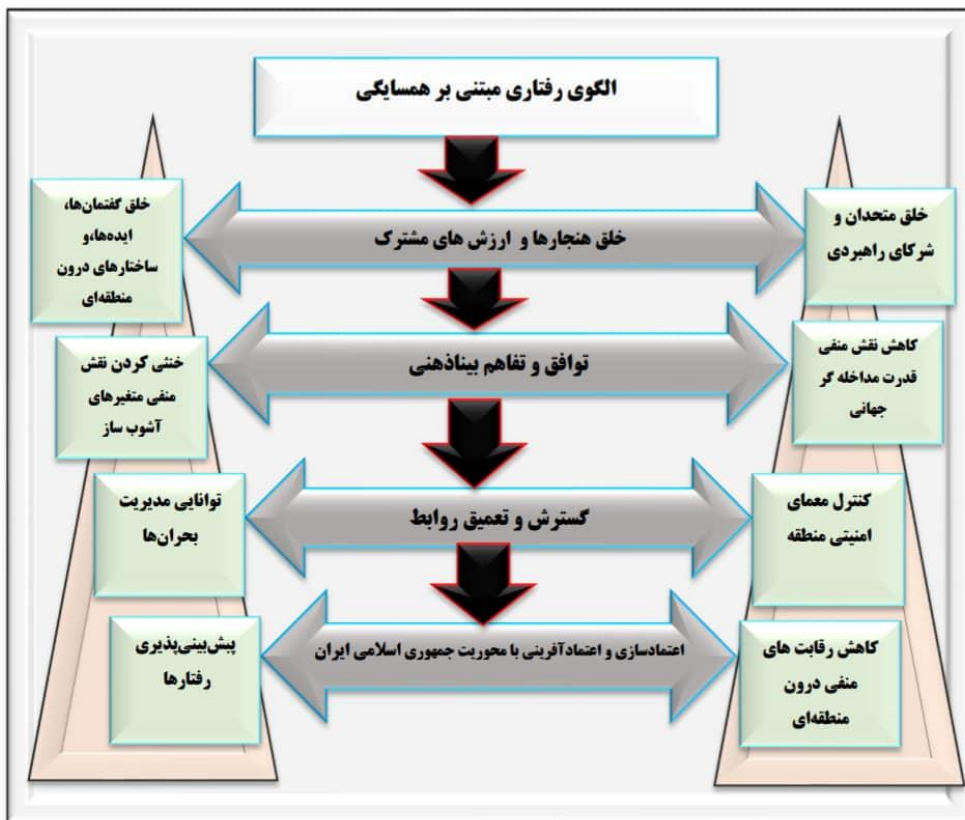 الگوی رفتاری مبتنی بر همسایگی
خلق متحدان و
شرکای راهبردی
خلق هنجارها و ارزش های مشترک
خلق گفتمان‌ها،
ایده‌ها،و
ساختارهای درون
منطقه‌ای
کاهش نقش منفی
قدرت مداخله گر
جهانی
توافق و تفاهم بیناذهنی
خنثی کردن نقش
منفی متغیرهای
آشوب ساز
کنترل معمای
امنیتی منطقه
گسترش و تعمیق روابط
توانایی مدیریت
بحران‌ها
کاهش رقابت های
منفی درون
منطقه‌ای
اعتمادسازی و اعتمادآفرینی با محوریت جمهوری اسلامی ایران
پیش‌بینی‌پذیری
رفتارها